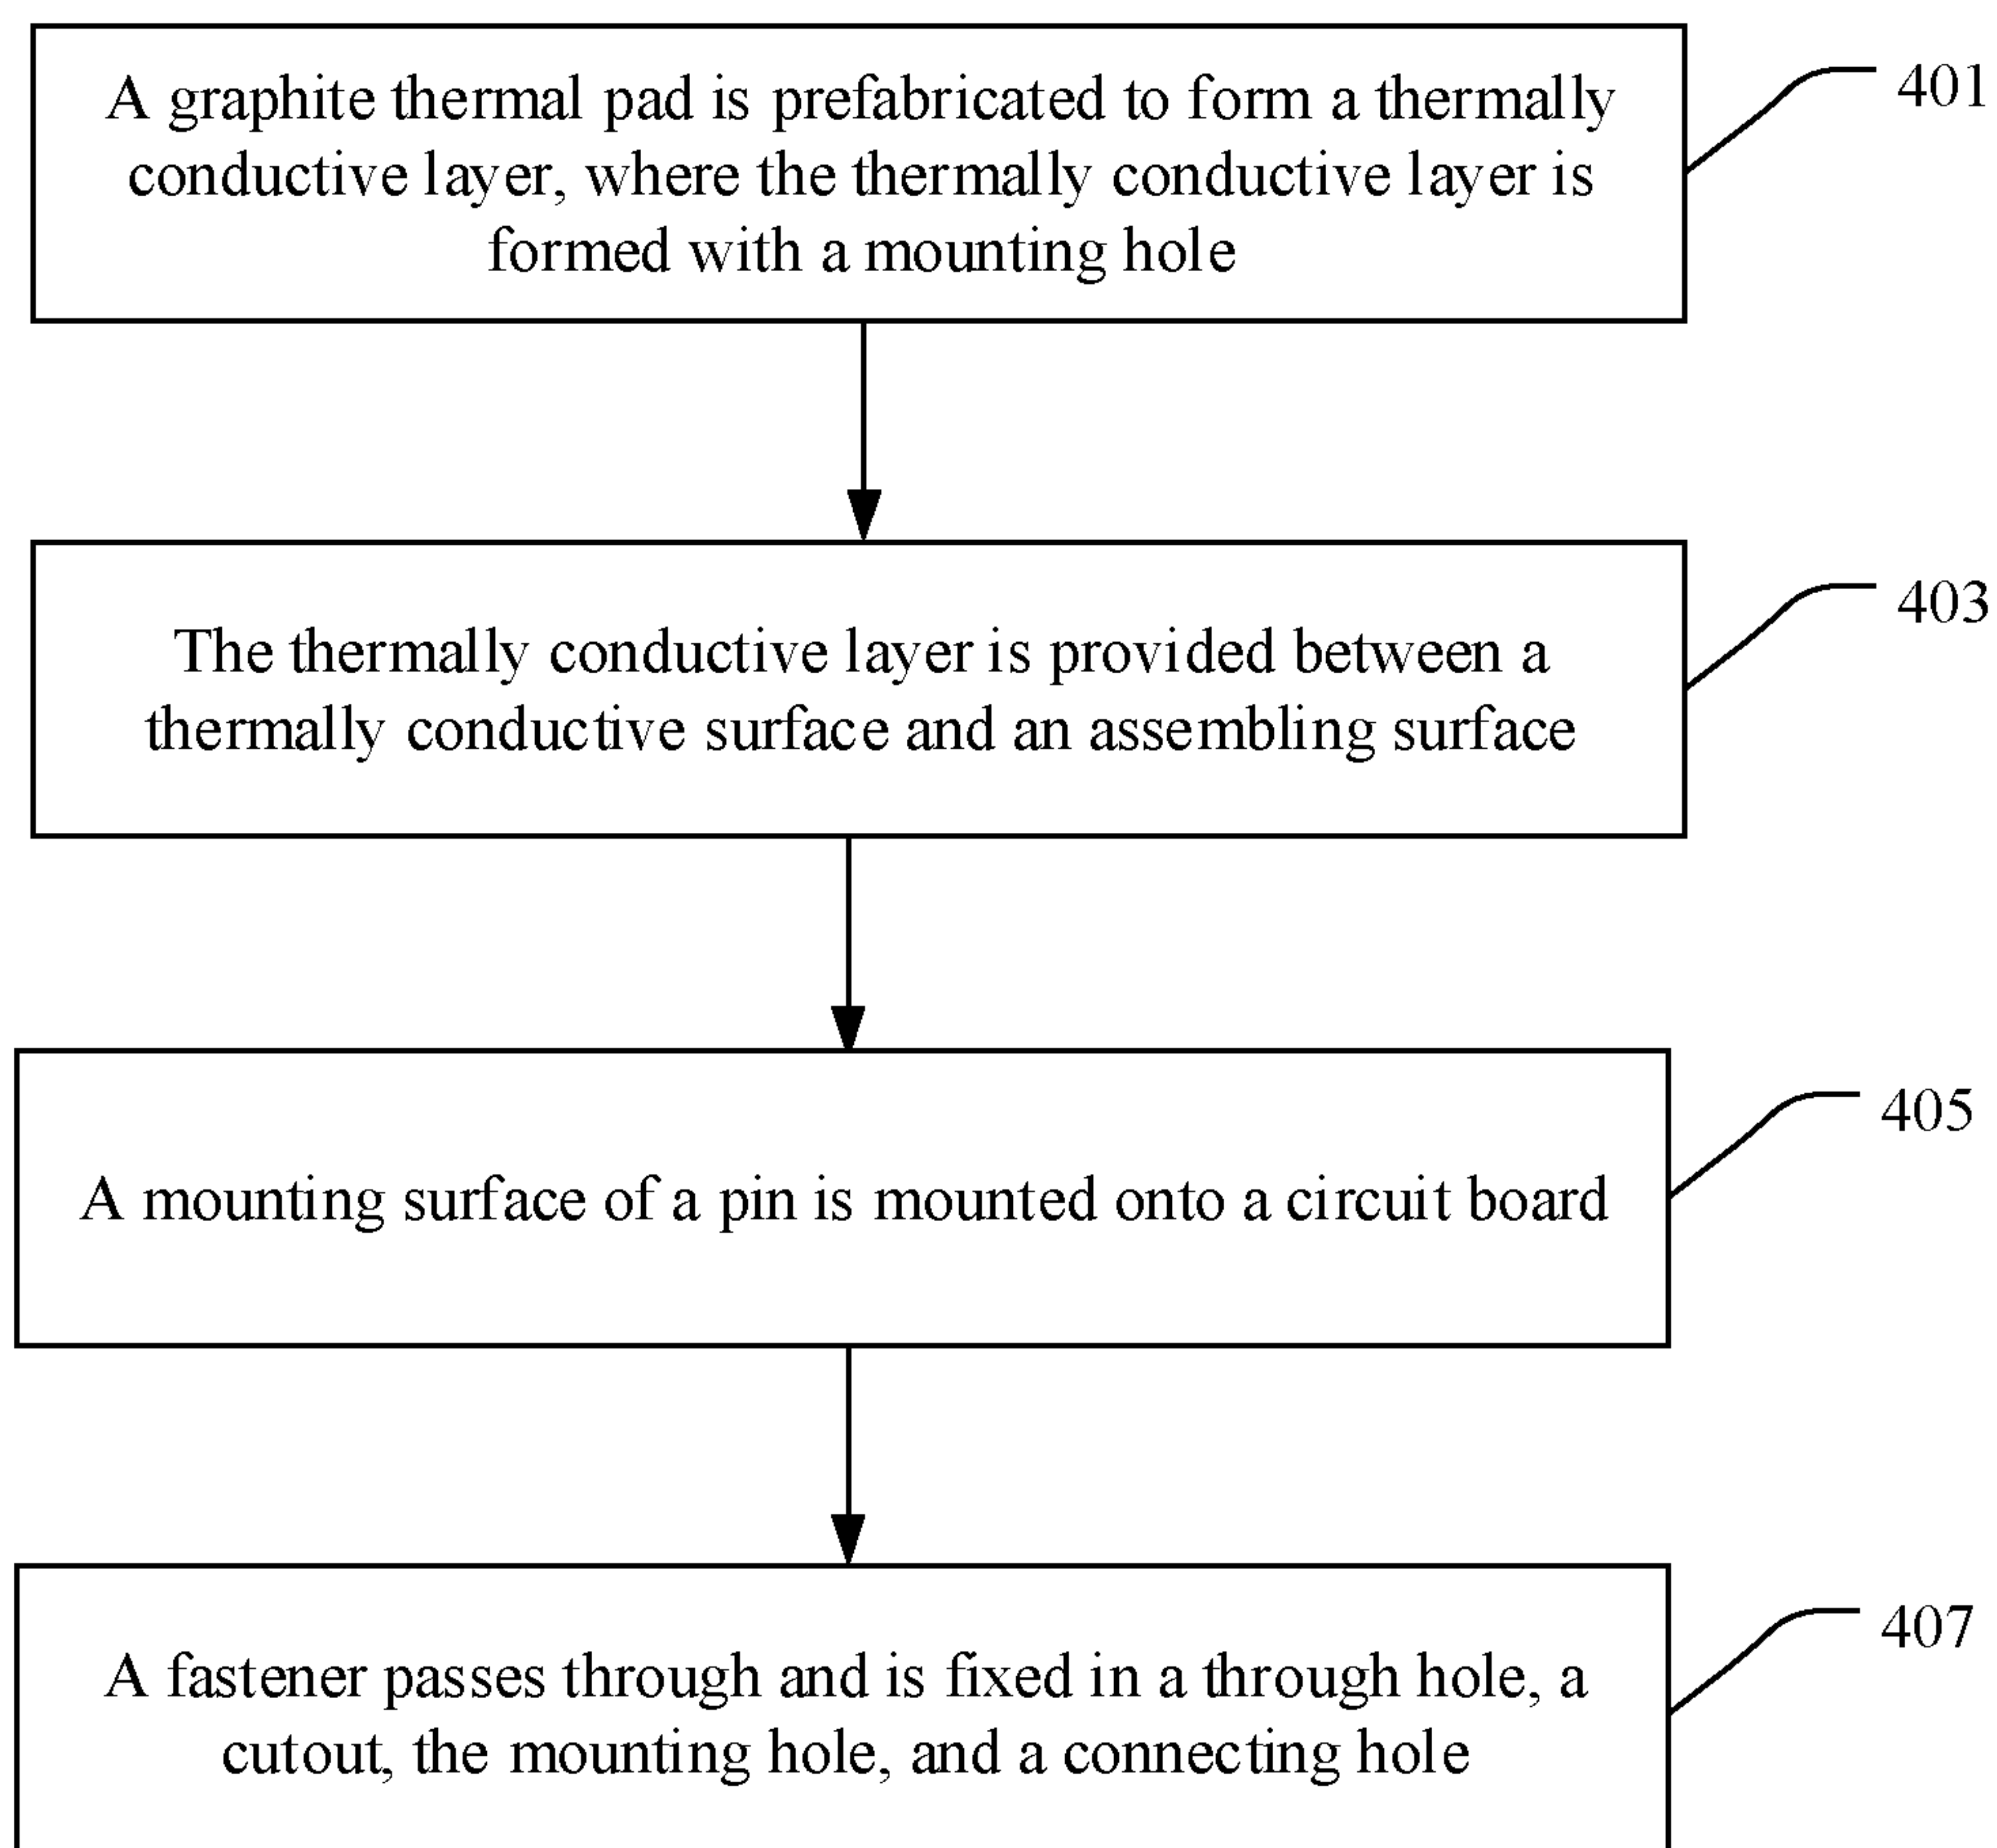 A graphite thermal pad is prefabricated to form a thermally
conductive layer, where the thermally conductive layer is
formed with a mounting hole
401
The thermally conductive layer is provided between a
thermally conductive surface and an assembling surface
403
A mounting surface of a pin is mounted onto a circuit board
405
A fastener passes through and is fixed in a through hole, a
cutout, the mounting hole, and a connecting hole
407